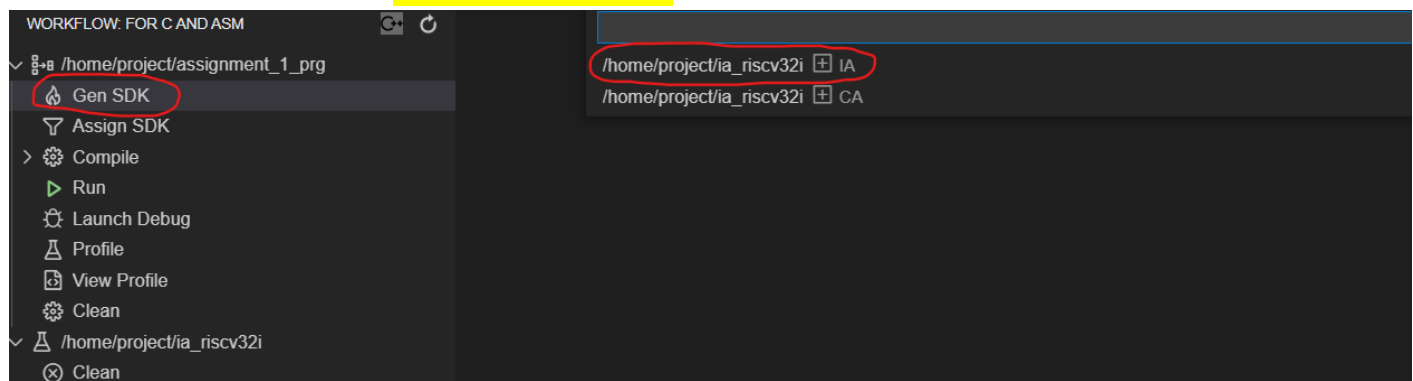 WORKFLOW: FOR C AND ASM
/home/project/assignment_1_prg
Gen SDK
Assign SDK
Compile
Run
Launch Debug
Profile
View Profile
Clean
/home/project/ia_riscv32i
Clean
/home/project/ia_riscv32i IA
/home/project/ia_riscv32i CA